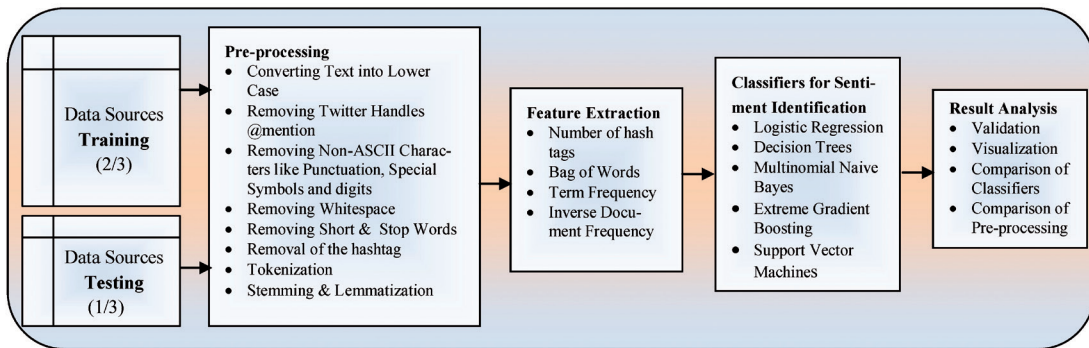 Data Sources
Training
(2/3)
Data Sources
Testing
(1/3)
Pre-processing
• Converting Text into Lower
Case
• Removing Twitter Handles
@mention
• Removing Non-ASCII Charac-
ters like Punctuation, Special
Symbols and digits
• Removing Whitespace
• Removing Short & Stop Words
• Removal of the hashtag
• Tokenization
• Stemming & Lemmatization
Feature Extraction
• Number of hash
tags
• Bag of Words
• Term Frequency
• Inverse Docu-
ment Frequency
Classifiers for Senti-
ment Identification
• Logistic Regression
• Decision Trees
• Multinomial Naive
Bayes
• Extreme Gradient
Boosting
• Support Vector
Machines
Result Analysis
• Validation
• Visualization
• Comparison of
Classifiers
• Comparison of
Pre-processing